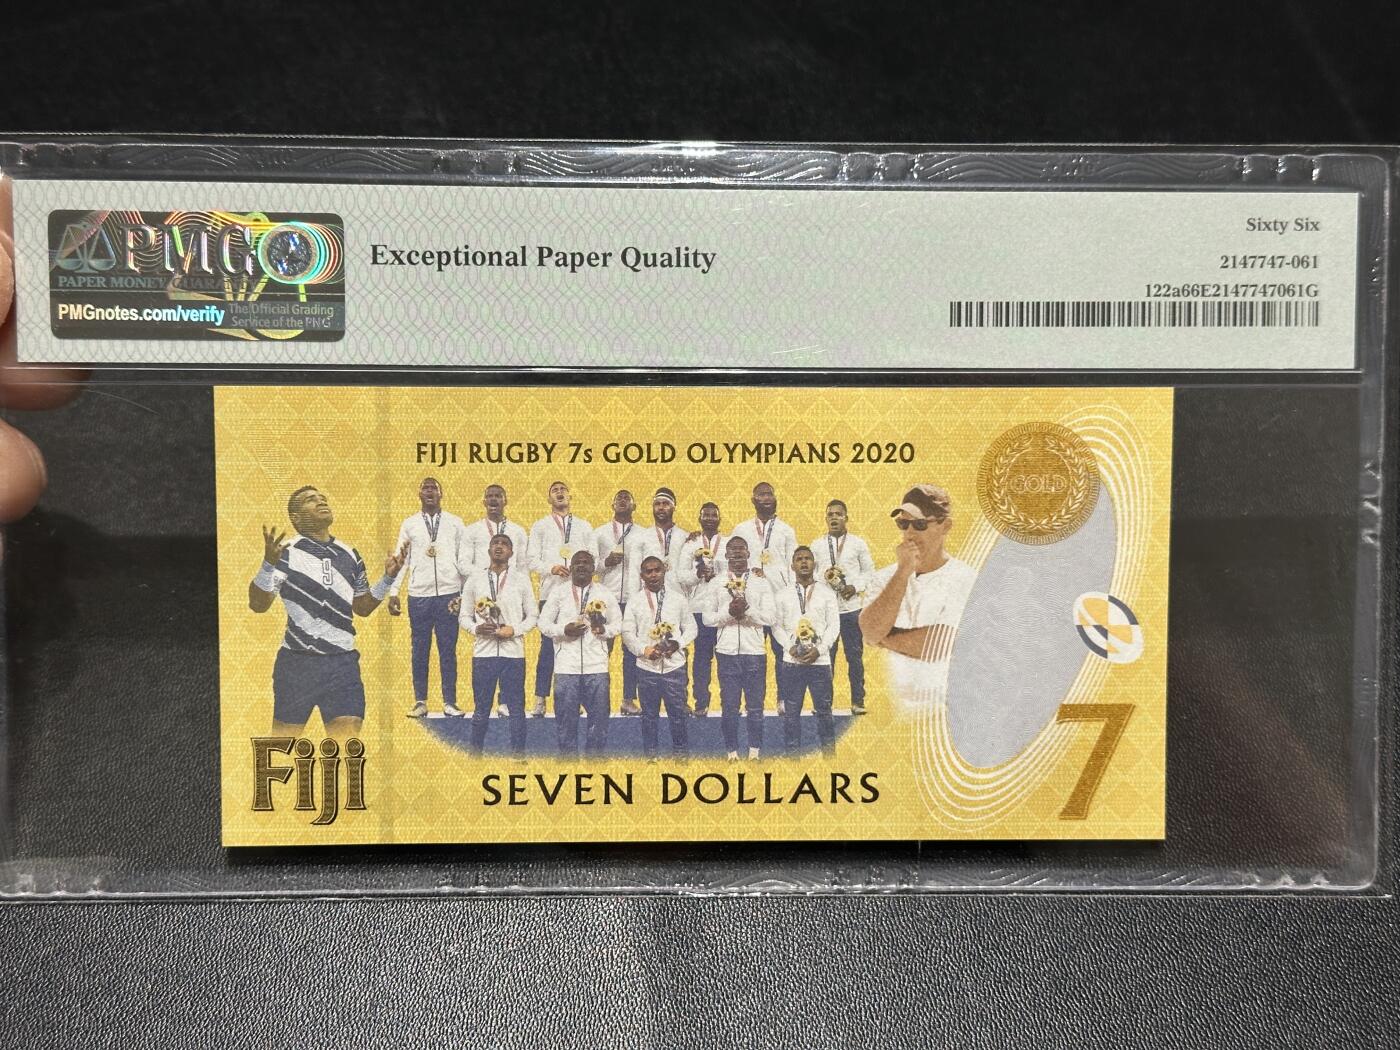 PMG
PAPER MONEY GUARANTY
PMGnotes.com/verify
The Official Grading
Service of the PNG
Exceptional Paper Quality
Sixty Six
2147747-061
122a66E2147747061G
FIJI RUGBY 7s GOLD OLYMPIANS 2020
GOLD
9
Fiji
SEVEN DOLLARS
7